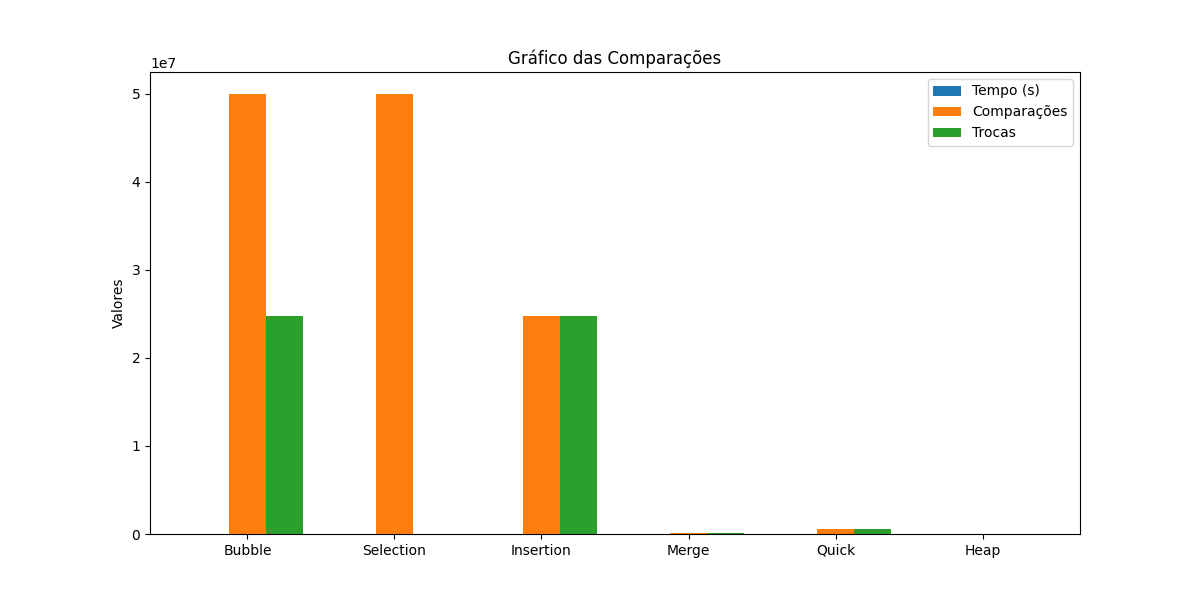 Gráfico das Comparações
1e7
Tempo (s)
Comparações
Trocas
5
4
3
2
1
0
Valores
Bubble Selection Insertion Merge Quick Heap